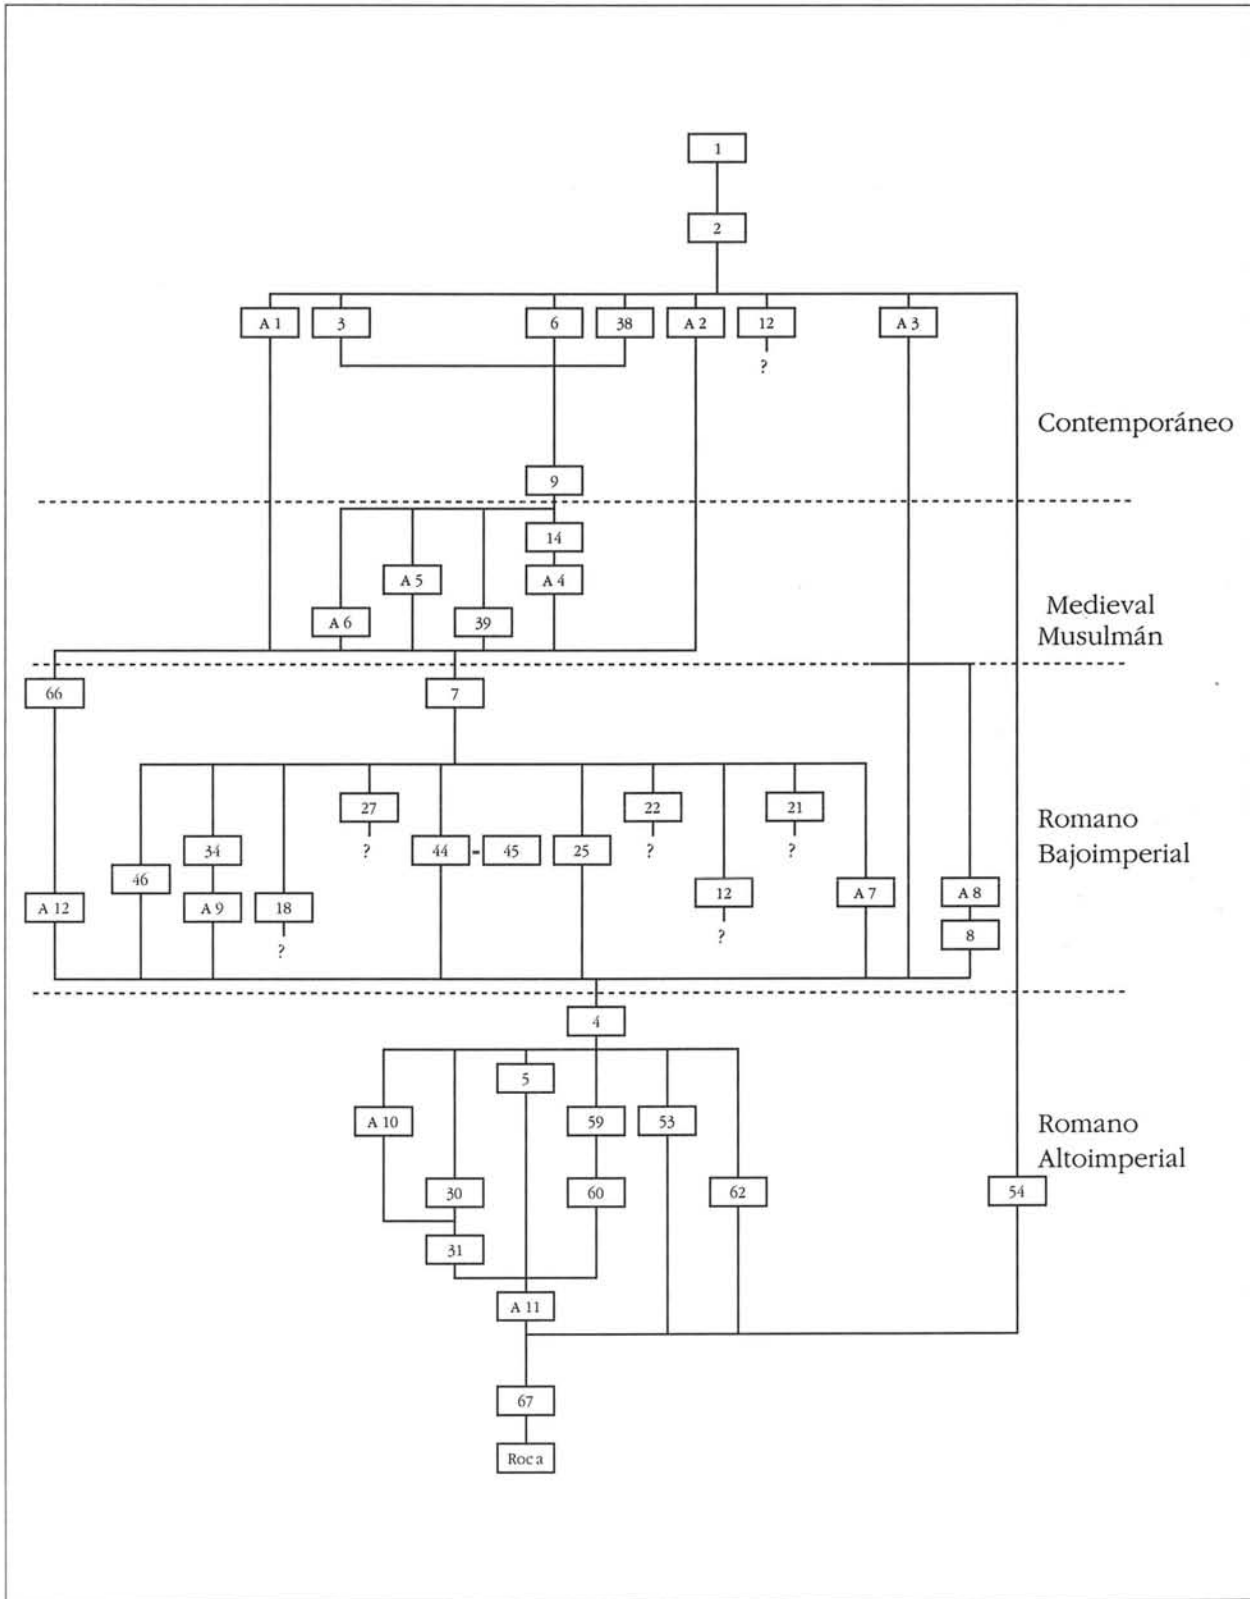 1
2
A 1 3 6 38 A 2 12 A 3
?
Contemporáneo
9
14
A 5 A 4
Medieval
A 6 39
Musulmán
66 7
27 22 21
Romano
? 34 44 = 45 25 ? ?
Bajoimperial
46 12 A 7 A 8
A 12 A 9 18
? ? 8
4
5
A 10 59 53
Romano
Altoimperial
30 60 62 54
31
A 11
67
Roca